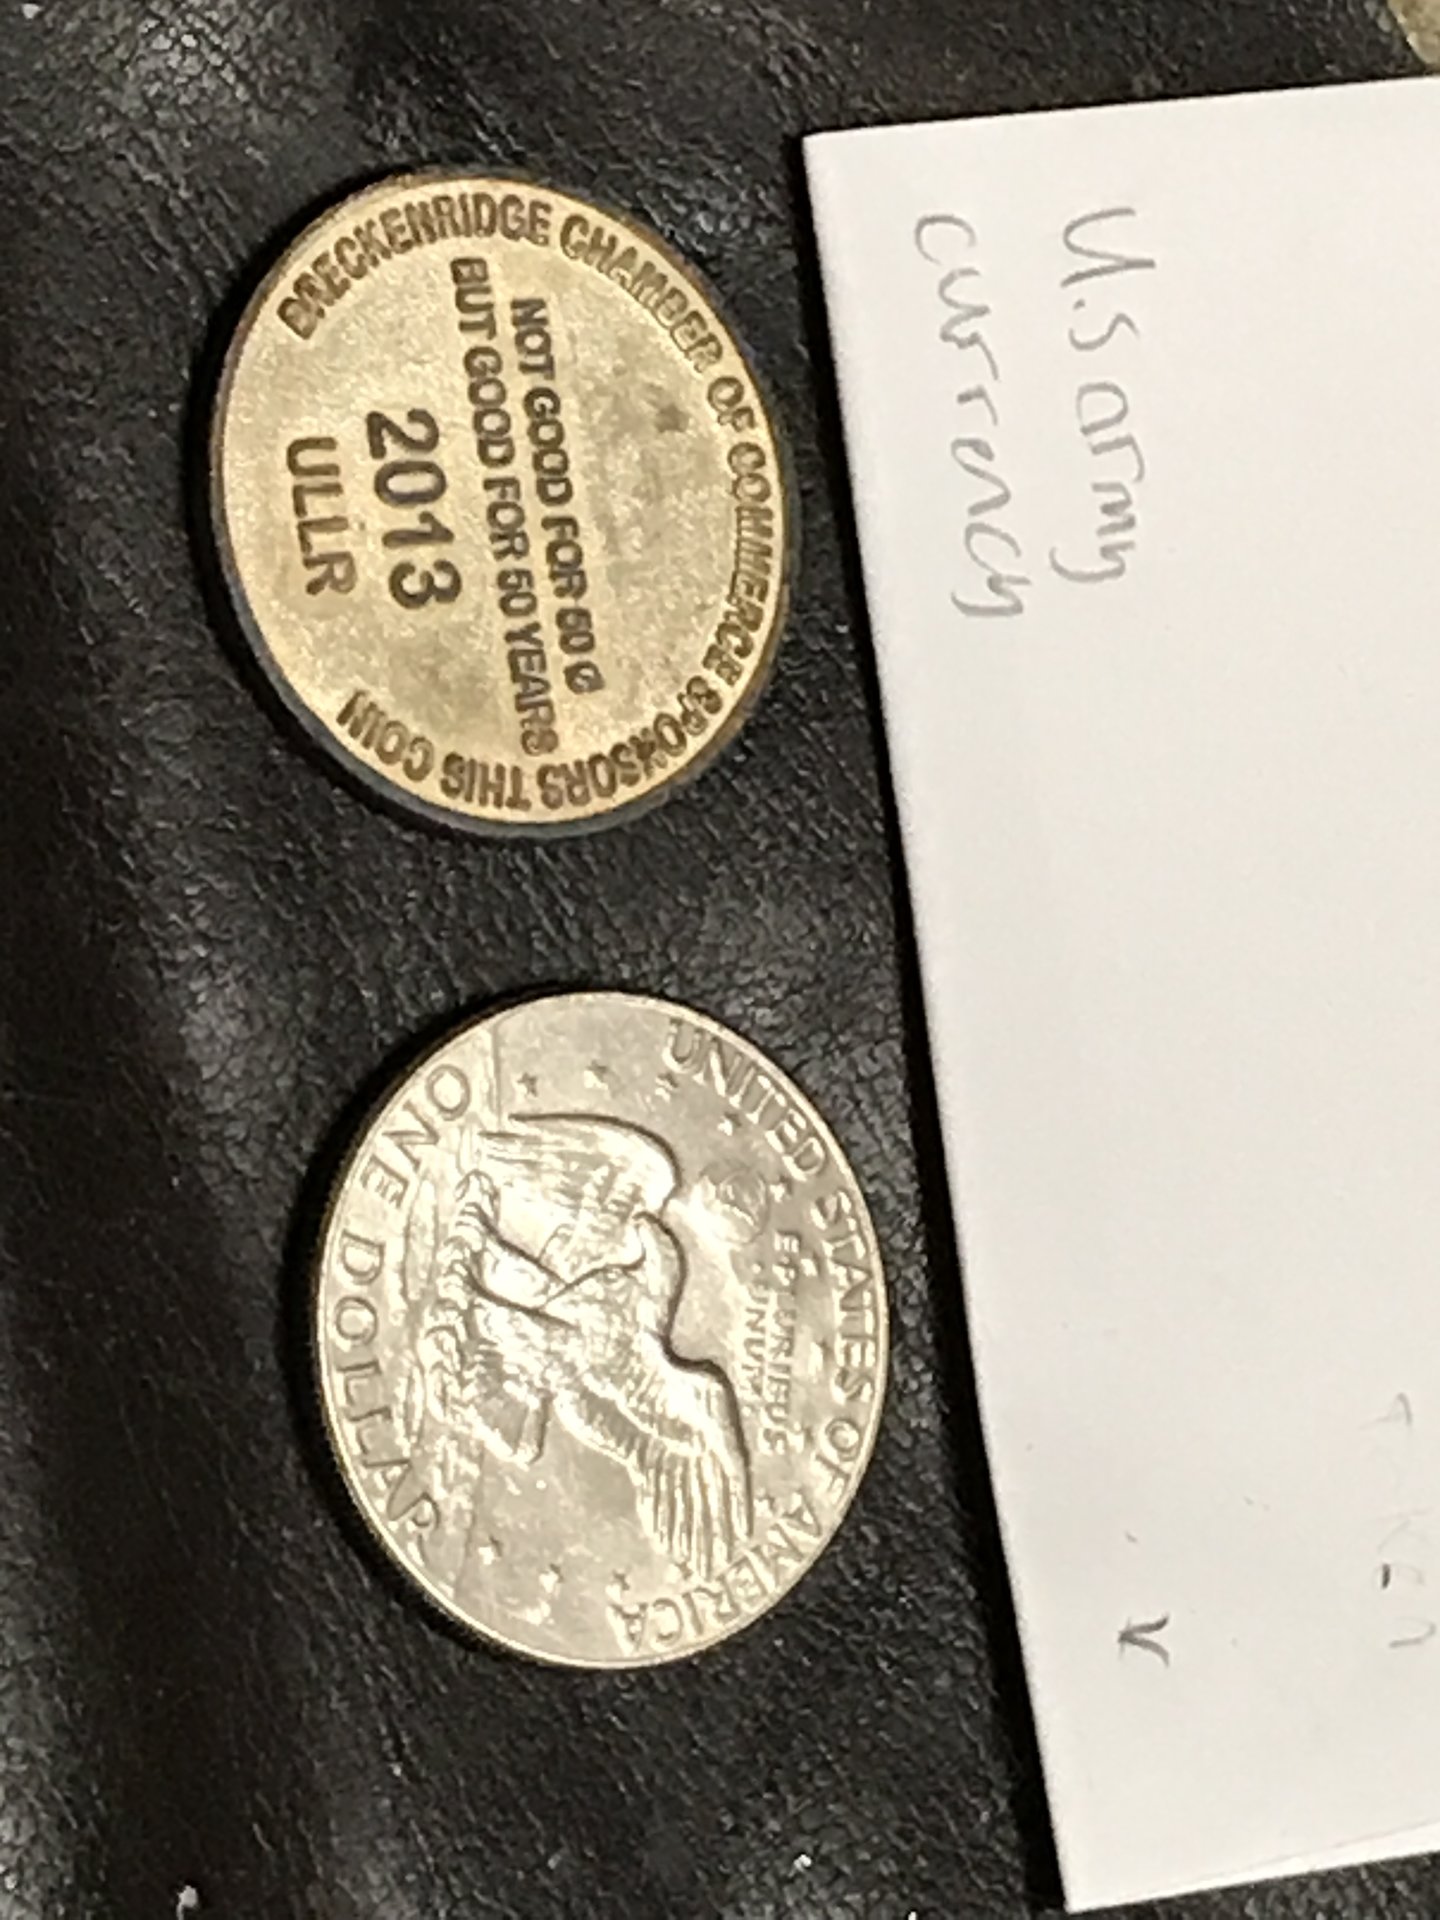 BRECKENRIDGE CHAMBER OF COMMERCE SPONSORS THIS COIN
NOT GOOD FOR 50 ¢
BUT GOOD FOR 50 YEARS
2013
ULLR
UNITED STATES OF AMERICA
E PLURIBUS
UNUM
ONE DOLLAR
U.S army
currency